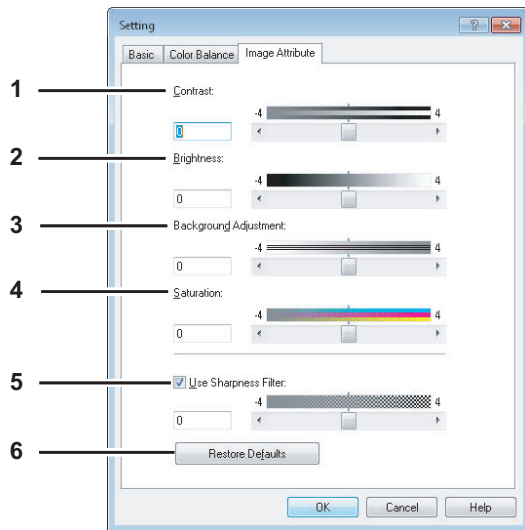 Setting
Basic
Color Balance
Image Attribute
1
Contrast:
-4
4
0
2
Brightness:
-4
4
0
3
Background Adjustment:
-4
4
0
4
Saturation:
-4
4
0
5
Use Sharpness Filter:
-4
4
0
6
Restore Defaults
OK
Cancel
Help